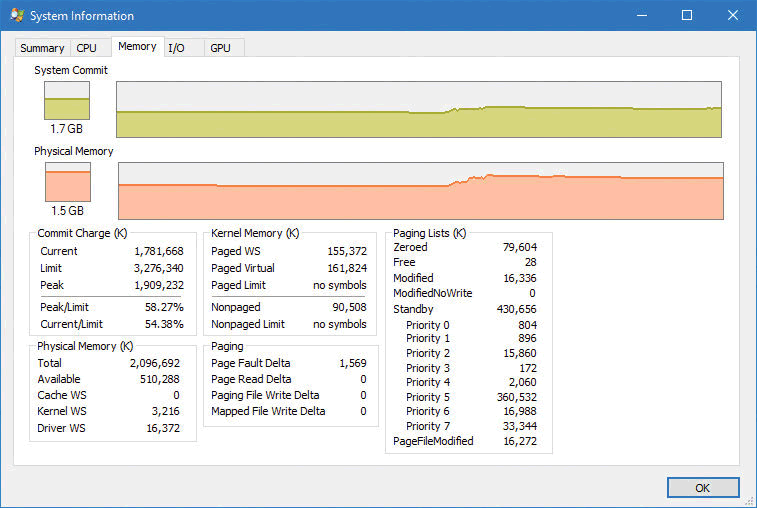 System Information
Summary CPU Memory I/O GPU
System Commit
1.7 GB
Physical Memory
1.5 GB
Commit Charge (K)
Current 1,781,668
Limit 3,276,340
Peak 1,909,232
Peak/Limit 58.27%
Current/Limit 54.38%
Physical Memory (K)
Total 2,096,692
Available 510,288
Cache WS 0
Kernel WS 3,216
Driver WS 16,372
Kernel Memory (K)
Paged WS 155,372
Paged Virtual 161,824
Paged Limit no symbols
Nonpaged 90,508
Nonpaged Limit no symbols
Paging
Page Fault Delta 1,569
Page Read Delta 0
Paging File Write Delta 0
Mapped File Write Delta 0
Paging Lists (K)
Zeroed 79,604
Free 28
Modified 16,336
ModifiedNoWrite 0
Standby 430,656
Priority 0 804
Priority 1 896
Priority 2 15,860
Priority 3 172
Priority 4 2,060
Priority 5 360,532
Priority 6 16,988
Priority 7 33,344
PageFileModified 16,272
OK